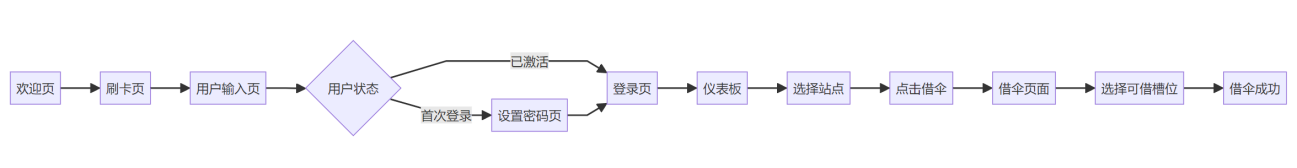 欢迎页
刷卡页
用户输入页
用户状态
已激活
首次登录
设置密码页
登录页
仪表板
选择站点
点击借伞
借伞页面
选择可借槽位
借伞成功